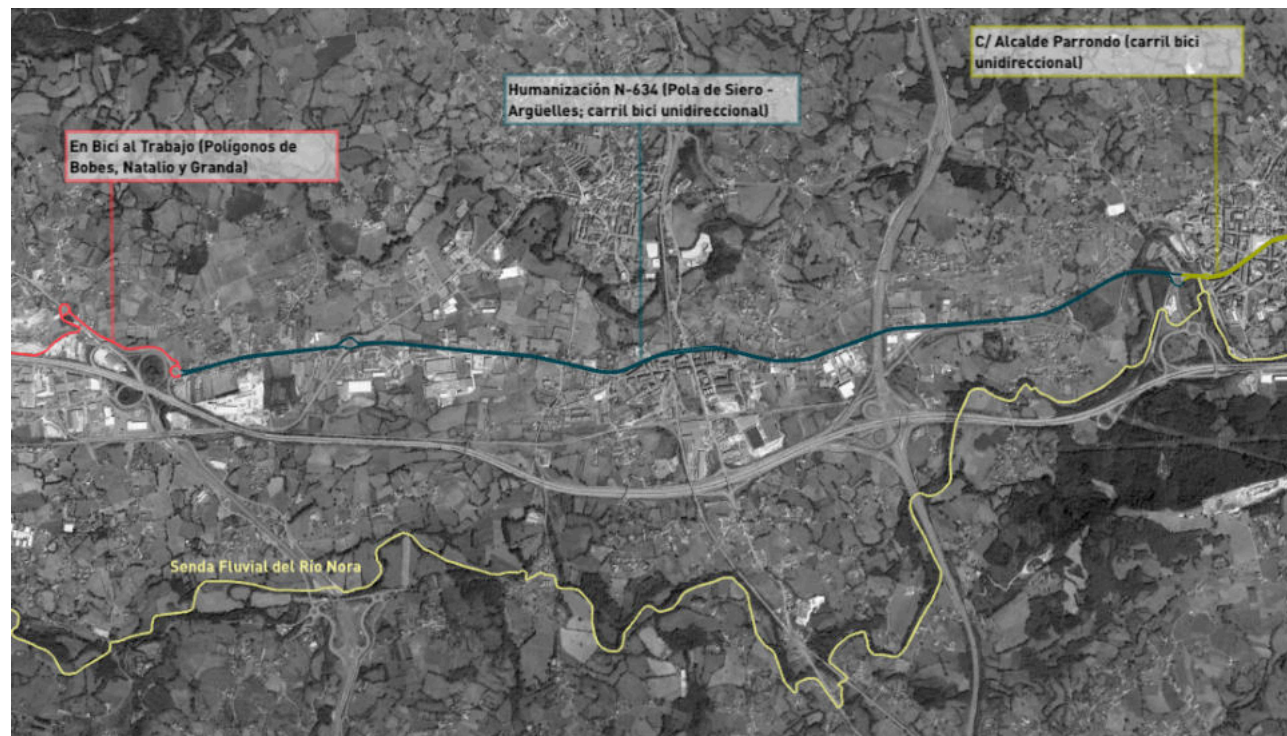 C/ Alcalde Parrondo (carril bici
unidireccional)
Humanización N-634 (Pola de Siero -
Argüelles; carril bici unidireccional)
En Bici al Trabajo (Polígonos de
Bobes, Natalio y Granda)
Senda Fluvial del Río Nora